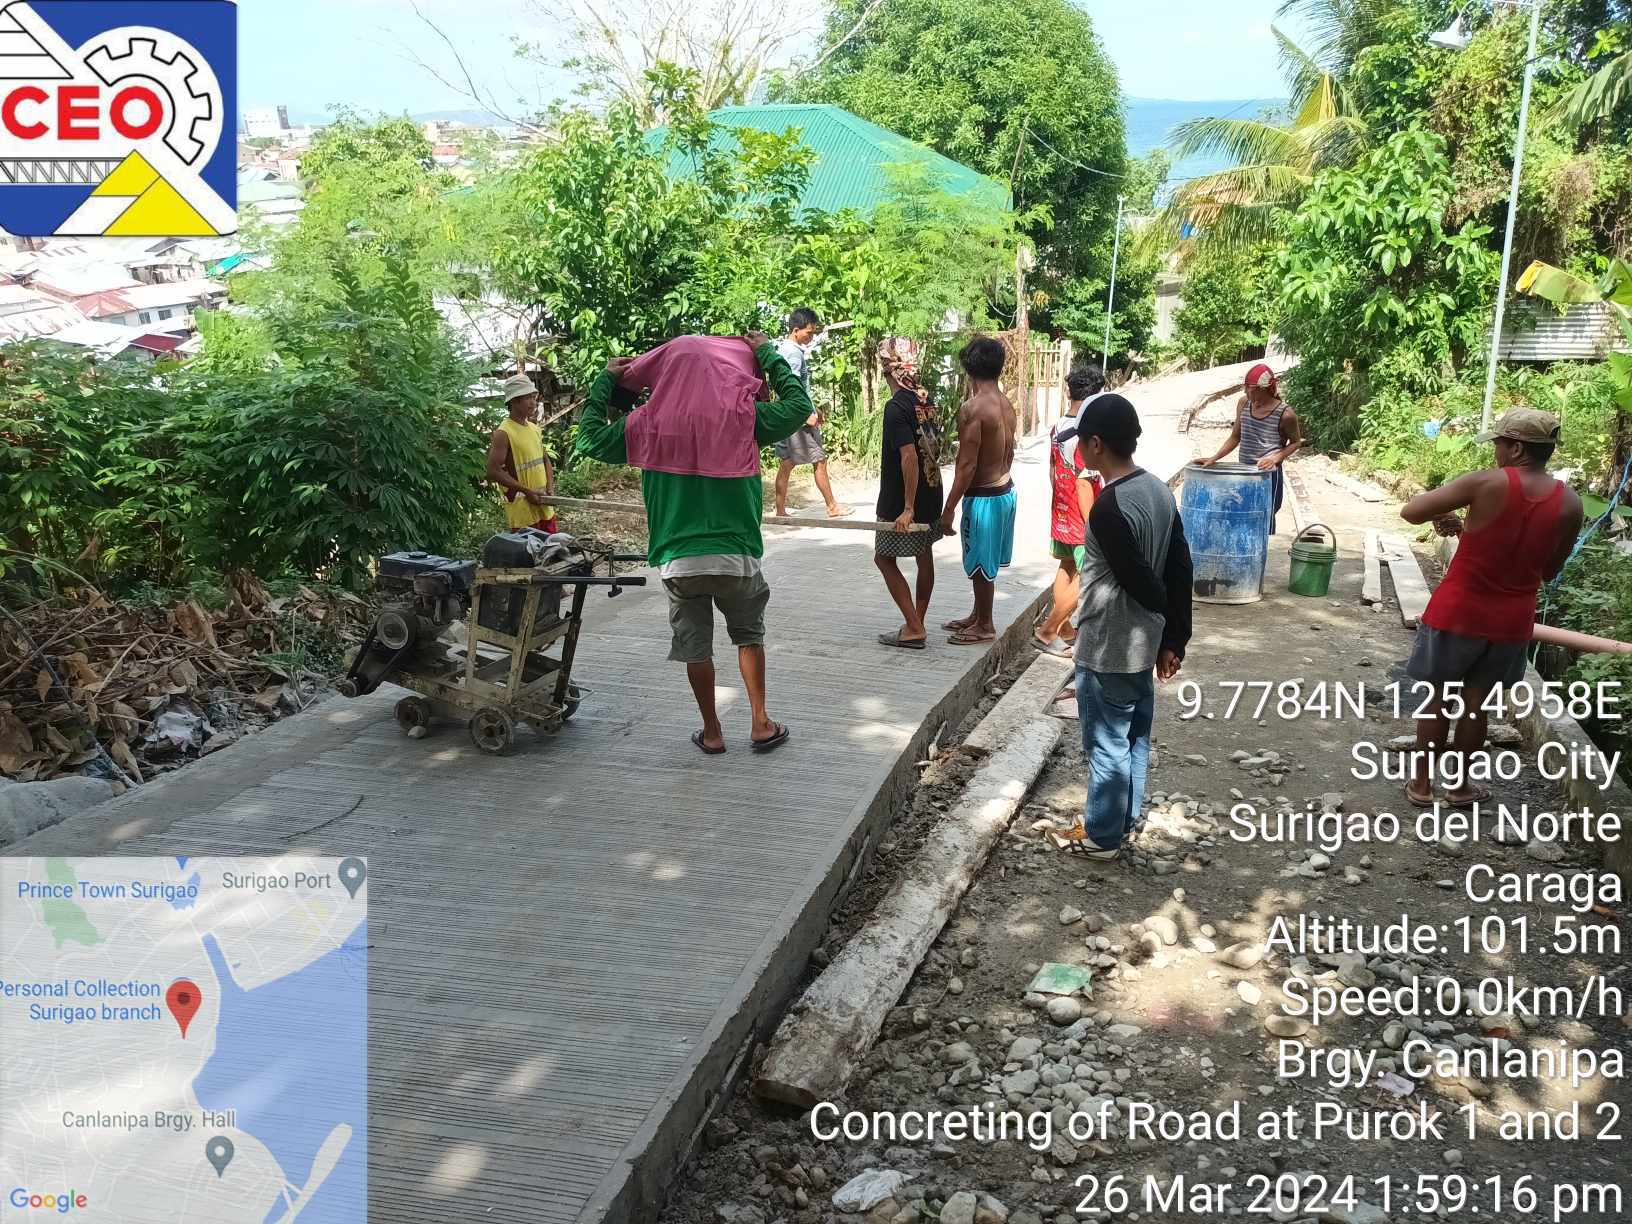 CEO
9.7784N 125.4958E
Surigao City
Surigao del Norte
Caraga
Altitude:101.5m
Speed:0.0km/h
Brgy. Canlanipa
Concreting of Road at Purok 1 and 2
26 Mar 2024 1:59:16 pm
Prince Town Surigao
Surigao Port
Personal Collection
Surigao branch
Canlanipa Brgy. Hall
Google